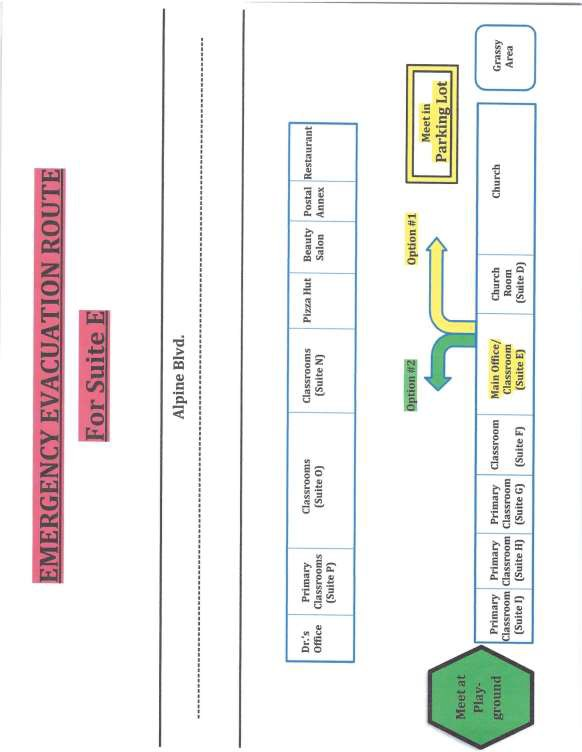 EMERGENCY EVACUATION ROUTE
For Suite E
Alpine Blvd.
Dr.'s
Office
Primary
Classrooms
(Suite P)
Classrooms
(Suite O)
Classrooms
(Suite N)
Pizza Hut
Beauty
Salon
Postal
Annex
Restaurant
Option #2
Option #1
Meet in
Parking Lot
Meet at
Play-
ground
Primary
Classroom
(Suite I)
Primary
Classroom
(Suite H)
Primary
Classroom
(Suite G)
Classroom
(Suite F)
Main Office/
Classroom
(Suite E)
Church
Room
(Suite D)
Church
Grassy
Area